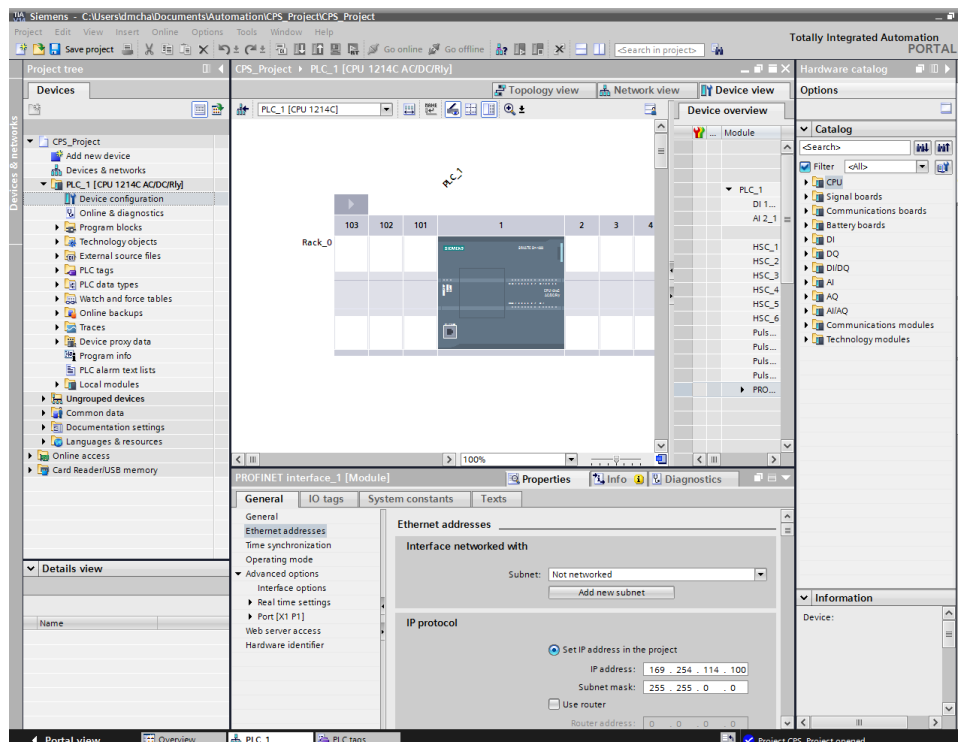 Siemens - C:\Users\dmcha\Documents\Automation\CPS_Project\CPS_Project
Project Edit View Insert Online Options Tools Window Help
Totally Integrated Automation
PORTAL
Save project
Go online
Go offline
<Search in project>
Project tree
CPS_Project
PLC_1 [CPU 1214C AC/DC/Rly]
Hardware catalog
Devices
Topology view
Network view
Device view
Options
Devices & networks
PLC_1 [CPU 1214C]
Device overview
... Module
Catalog
<Search>
Filter <All>
CPS_Project
Add new device
Devices & networks
PLC_1 [CPU 1214C AC/DC/Rly]
Device configuration
Online & diagnostics
Program blocks
Technology objects
External source files
PLC tags
PLC data types
Watch and force tables
Online backups
Traces
Device proxy data
Program info
PLC alarm text lists
Local modules
Ungrouped devices
Common data
Documentation settings
Languages & resources
Online access
Card Reader/USB memory
PLC_1
103 102 101 1 2 3 4
Rack_0
SIEMENS
100%
PLC_1
DI 1...
AI 2_1
HSC_1
HSC_2
HSC_3
HSC_4
HSC_5
HSC_6
Puls...
Puls...
Puls...
Puls...
PRO...
CPU
Signal boards
Communications boards
Battery boards
DI
DQ
DI/DQ
AI
AQ
AI/AQ
Communications modules
Technology modules
PROFINET interface_1 [Module]
Properties
Info
Diagnostics
General IO tags System constants Texts
General
Ethernet addresses
Time synchronization
Operating mode
Advanced options
Interface options
Real time settings
Port [X1 P1]
Web server access
Hardware identifier
Ethernet addresses
Interface networked with
Subnet: Not networked
Add new subnet
IP protocol
Set IP address in the project
IP address: 169 . 254 . 114 . 100
Subnet mask: 255 . 255 . 0 . 0
Use router
Router address: 0 . 0 . 0 . 0
Details view
Name
Information
Device:
Portal view
Overview
PLC_1
PLC tags
Project CPS_Project opened.